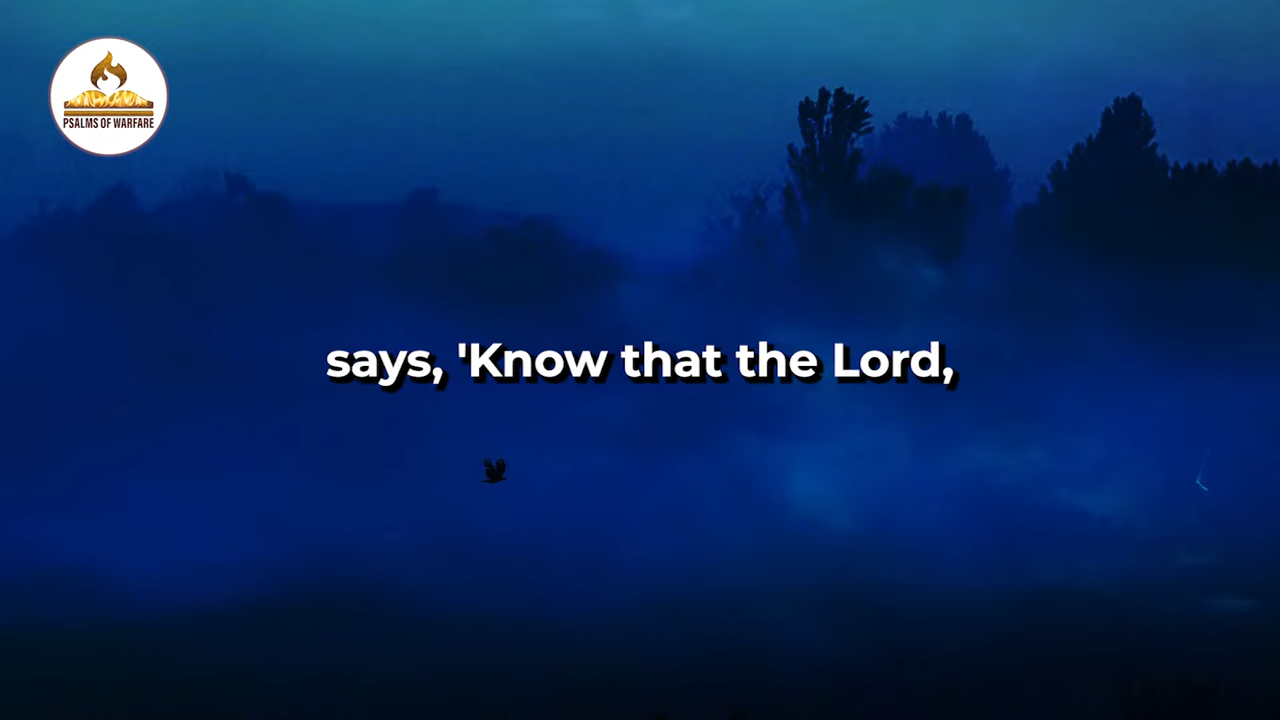 PSALMS OF WARFARE
says, 'Know that the Lord,